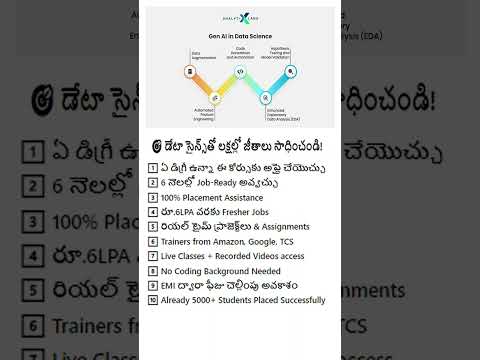 ANALYTIX LABS
Gen AI in Data Science
Data
Augmentation
Code
Generation
and Automation
Hypothesis
Testing and
Model Validation
Automated
Feature
Engineering
Enhanced
Exploratory
Data Analysis (EDA)
🎯 డేటా సైన్స్‌తో లక్షల్లో జీతాలు సాధించండి!
1 ఏ డిగ్రీ ఉన్నా ఈ కోర్సుకు అప్లై చేయొచ్చు
2 6 నెలల్లో Job-Ready అవ్వచ్చు
3 100% Placement Assistance
4 రూ.6LPA వరకు Fresher Jobs
5 రియల్ టైమ్ ప్రాజెక్ట్‌లు & Assignments
6 Trainers from Amazon, Google, TCS
7 Live Classes + Recorded Videos access
8 No Coding Background Needed
9 EMI ద్వారా ఫీజు చెల్లింపు అవకాశం
10 Already 5000+ Students Placed Successfully